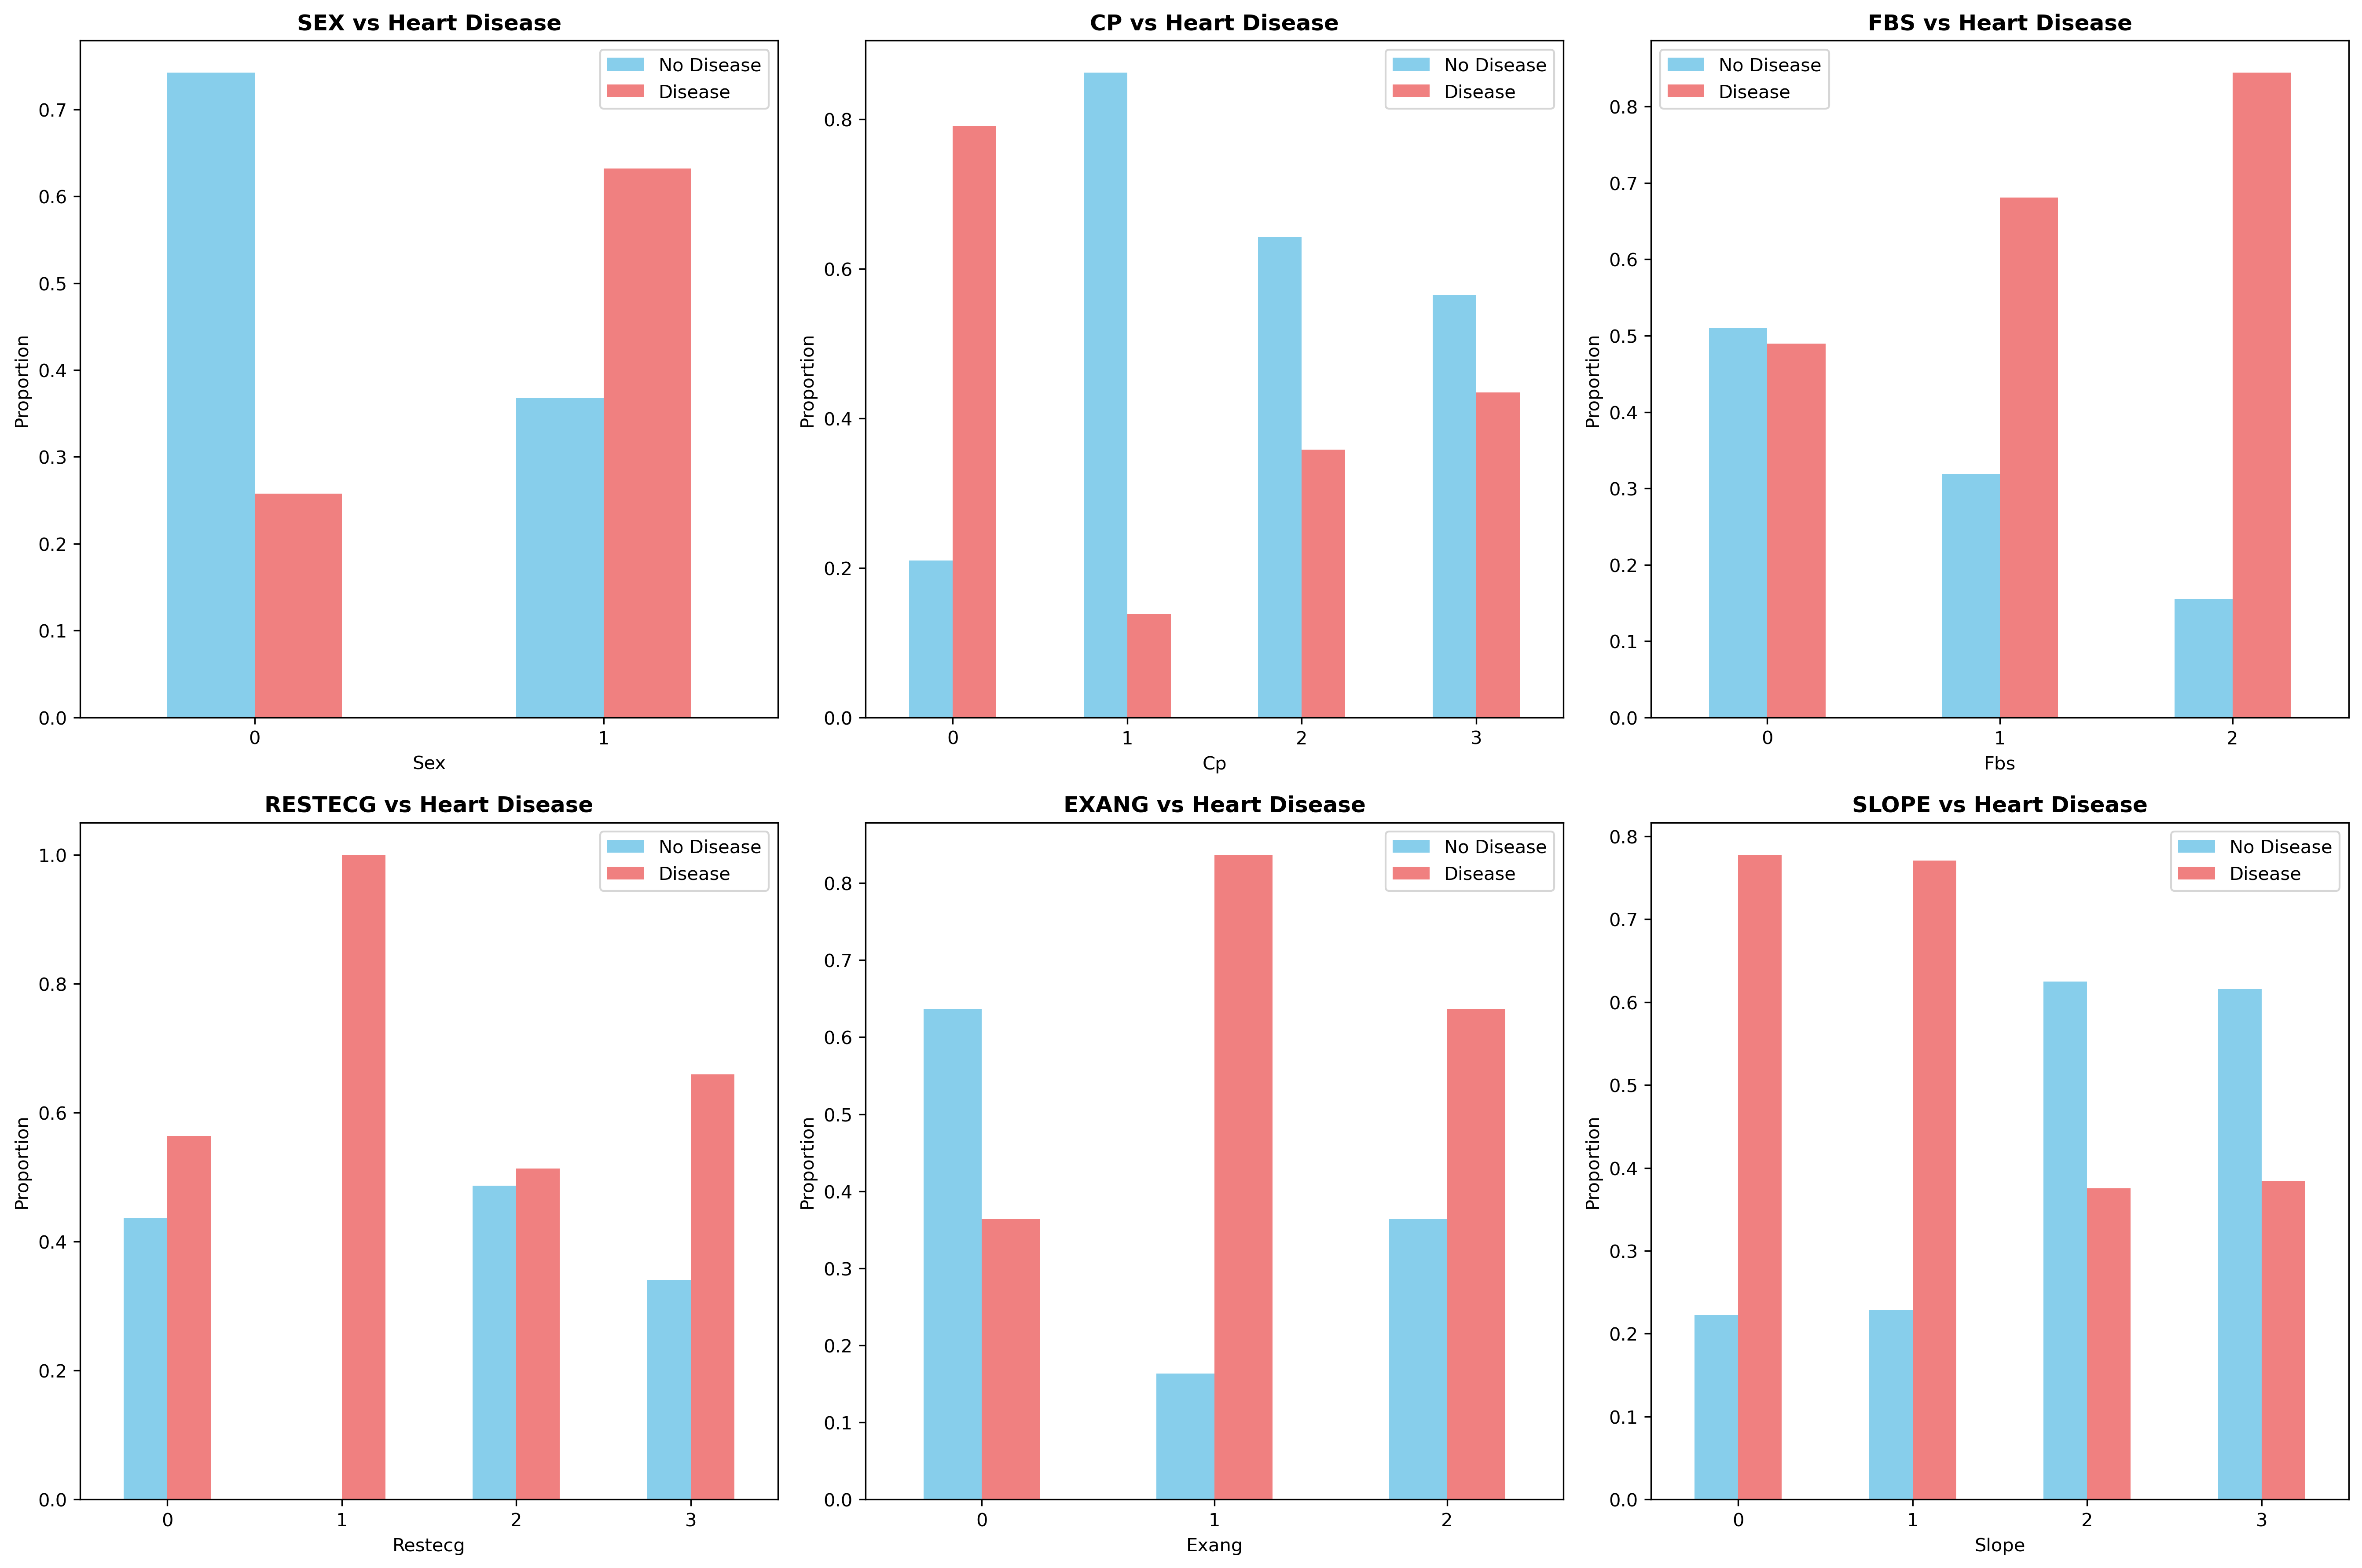 SEX vs Heart Disease
No Disease
Disease
0.7
0.6
0.5
0.4
0.3
0.2
0.1
0.0
Proportion
0 1
Sex
CP vs Heart Disease
No Disease
Disease
0.8
0.6
0.4
0.2
0.0
Proportion
0 1 2 3
Cp
FBS vs Heart Disease
No Disease
Disease
0.8
0.7
0.6
0.5
0.4
0.3
0.2
0.1
0.0
Proportion
0 1 2
Fbs
RESTECG vs Heart Disease
No Disease
Disease
1.0
0.8
0.6
0.4
0.2
0.0
Proportion
0 1 2 3
Restecg
EXANG vs Heart Disease
No Disease
Disease
0.8
0.7
0.6
0.5
0.4
0.3
0.2
0.1
0.0
Proportion
0 1 2
Exang
SLOPE vs Heart Disease
No Disease
Disease
0.8
0.7
0.6
0.5
0.4
0.3
0.2
0.1
0.0
Proportion
0 1 2 3
Slope